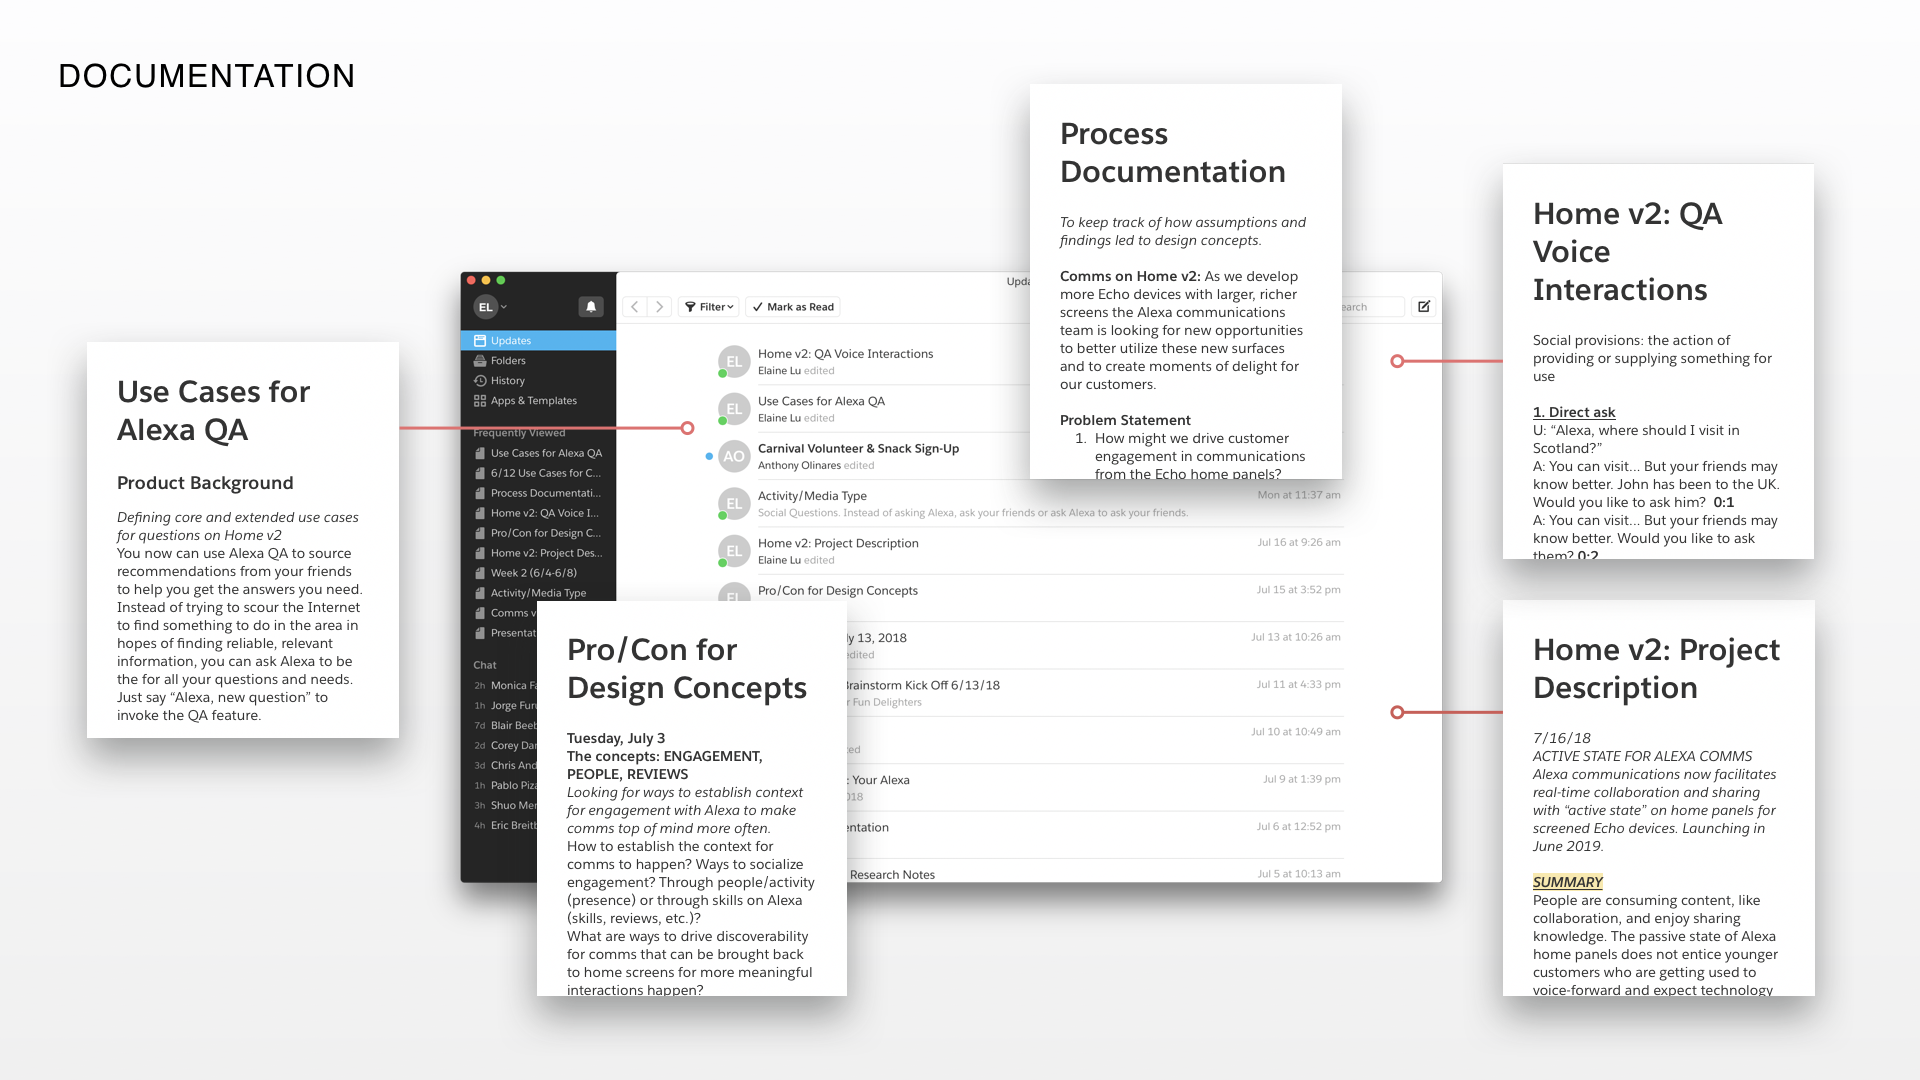 DOCUMENTATION
Use Cases for
Alexa QA
Product Background
Defining core and extended use cases
for questions on Home v2
You now can use Alexa QA to source
recommendations from your friends
to help you get the answers you need.
Instead of trying to scour the Internet
to find something to do in the area in
hopes of finding reliable, relevant
information, you can ask Alexa to be
the for all your questions and needs.
Just say “Alexa, new question” to
invoke the QA feature.
EL
Updates
Folders
History
Apps & Templates
Frequently Viewed
Use Cases for Alexa QA
6/12 Use Cases for C...
Process Documentati...
Home v2: QA Voice I...
Pro/Con for Design C...
Home v2: Project Des...
Week 2 (6/4-6/8)
Activity/Media Type
Comms v
Presentat
Chat
2h Monica Fa
1h Jorge Furu
7d Blair Beeb
2d Corey Dar
3d Chris And
1h Pablo Piza
3h Shuo Mer
4h Eric Breitb
Upda
Filter
Mark as Read
earch
EL Home v2: QA Voice Interactions
Elaine Lu edited
EL Use Cases for Alexa QA
Elaine Lu edited
AO Carnival Volunteer & Snack Sign-Up
Anthony Olinares edited
EL Activity/Media Type Mon at 11:37 am
Social Questions. Instead of asking Alexa, ask your friends or ask Alexa to ask your friends.
EL Home v2: Project Description Jul 16 at 9:26 am
Elaine Lu edited
EL Pro/Con for Design Concepts Jul 15 at 3:52 pm
ly 13, 2018 Jul 13 at 10:26 am
edited
Brainstorm Kick Off 6/13/18 Jul 11 at 4:33 pm
r Fun Delighters
Jul 10 at 10:49 am
ted
: Your Alexa Jul 9 at 1:39 pm
018
entation Jul 6 at 12:52 pm
Research Notes Jul 5 at 10:13 am
Pro/Con for
Design Concepts
Tuesday, July 3
The concepts: ENGAGEMENT,
PEOPLE, REVIEWS
Looking for ways to establish context
for engagement with Alexa to make
comms top of mind more often.
How to establish the context for
comms to happen? Ways to socialize
engagement? Through people/activity
(presence) or through skills on Alexa
(skills, reviews, etc.)?
What are ways to drive discoverability
for comms that can be brought back
to home screens for more meaningful
interactions happen?
Process
Documentation
To keep track of how assumptions and
findings led to design concepts.
Comms on Home v2: As we develop
more Echo devices with larger, richer
screens the Alexa communications
team is looking for new opportunities
to better utilize these new surfaces
and to create moments of delight for
our customers.
Problem Statement
1. How might we drive customer
engagement in communications
from the Echo home panels?
Home v2: QA
Voice
Interactions
Social provisions: the action of
providing or supplying something for
use
1. Direct ask
U: “Alexa, where should I visit in
Scotland?”
A: You can visit... But your friends may
know better. John has been to the UK.
Would you like to ask him? 0:1
A: You can visit... But your friends may
know better. Would you like to ask
them? 0:2
Home v2: Project
Description
7/16/18
ACTIVE STATE FOR ALEXA COMMS
Alexa communications now facilitates
real-time collaboration and sharing
with “active state” on home panels for
screened Echo devices. Launching in
June 2019.
SUMMARY
People are consuming content, like
collaboration, and enjoy sharing
knowledge. The passive state of Alexa
home panels does not entice younger
customers who are getting used to
voice-forward and expect technology